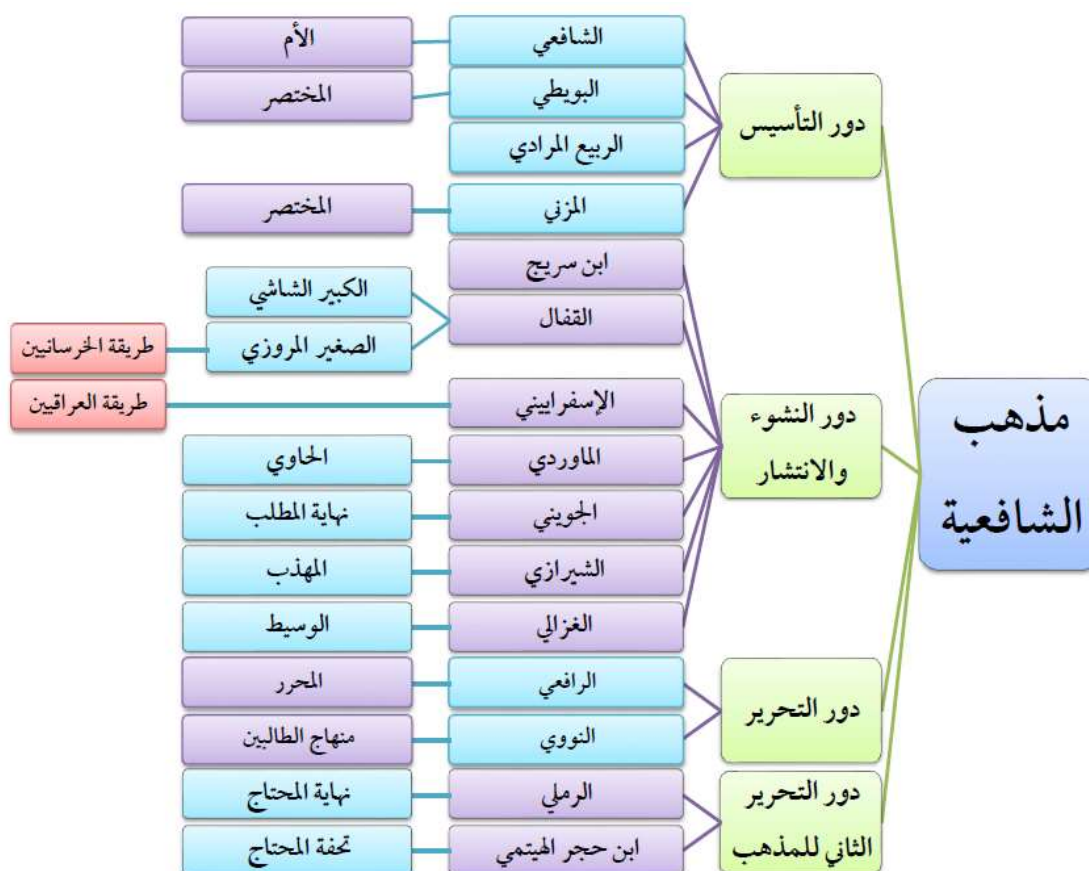 مذهب
الشافعية
دور التأسيس
الشافعي
الأم
البويطي
المختصر
الربيع المرادي
المزني
المختصر
دور النشوء
والانتشار
ابن سريج
القفال
الكبير الشاشي
الصغير المروزي
طريقة الخرسانيين
الإسفراييني
طريقة العراقيين
الماوردي
الحاوي
الجويني
نهاية المطلب
الشيرازي
المهذب
الغزالي
الوسيط
دور التحرير
الرافعي
المحرر
النووي
منهاج الطالبين
دور التحرير
الثاني للمذهب
الرملي
نهاية المحتاج
ابن حجر الهيتمي
تحفة المحتاج